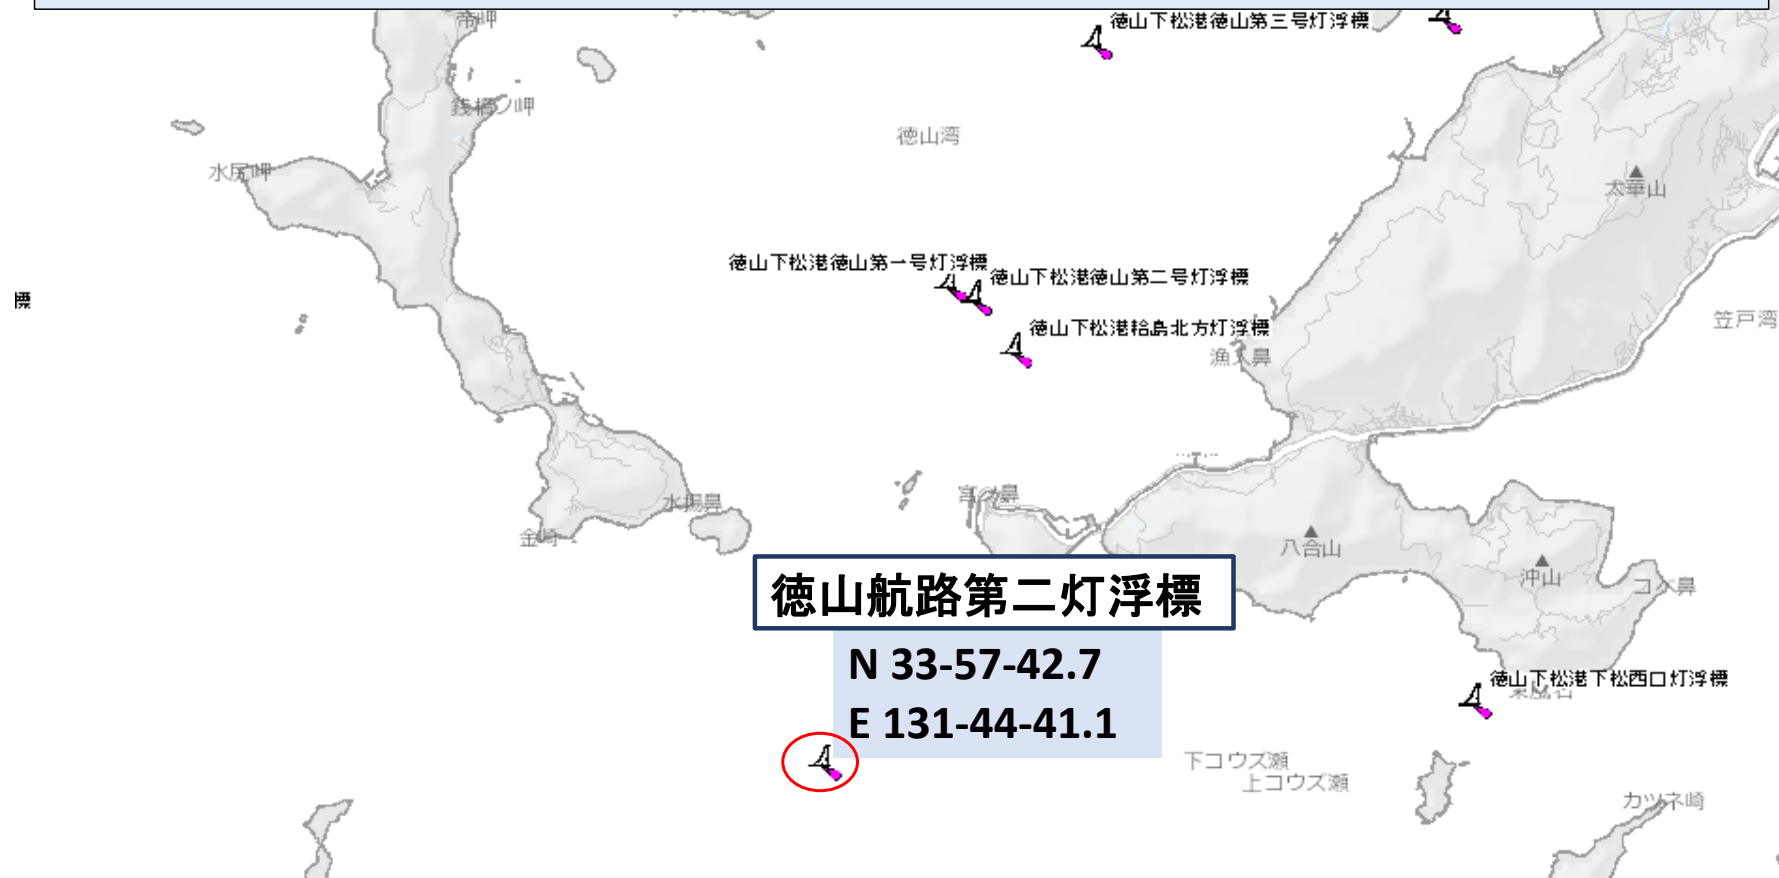 帝岬
徳山下松港徳山第三号灯浮標
銭櫓ノ岬
徳山湾
水尻岬
太華山
徳山下松港徳山第一号灯浮標
徳山下松港徳山第二号灯浮標
標
笠戸湾
徳山下松港粭島北方灯浮標
漁人鼻
水揚鼻
宮ノ鼻
金崎
八合山
沖山
コヽ鼻
徳山航路第二灯浮標
N 33-57-42.7
E 131-44-41.1
徳山下松港下松西口灯浮標
下コウズ瀬
上コウズ瀬
カツネ崎